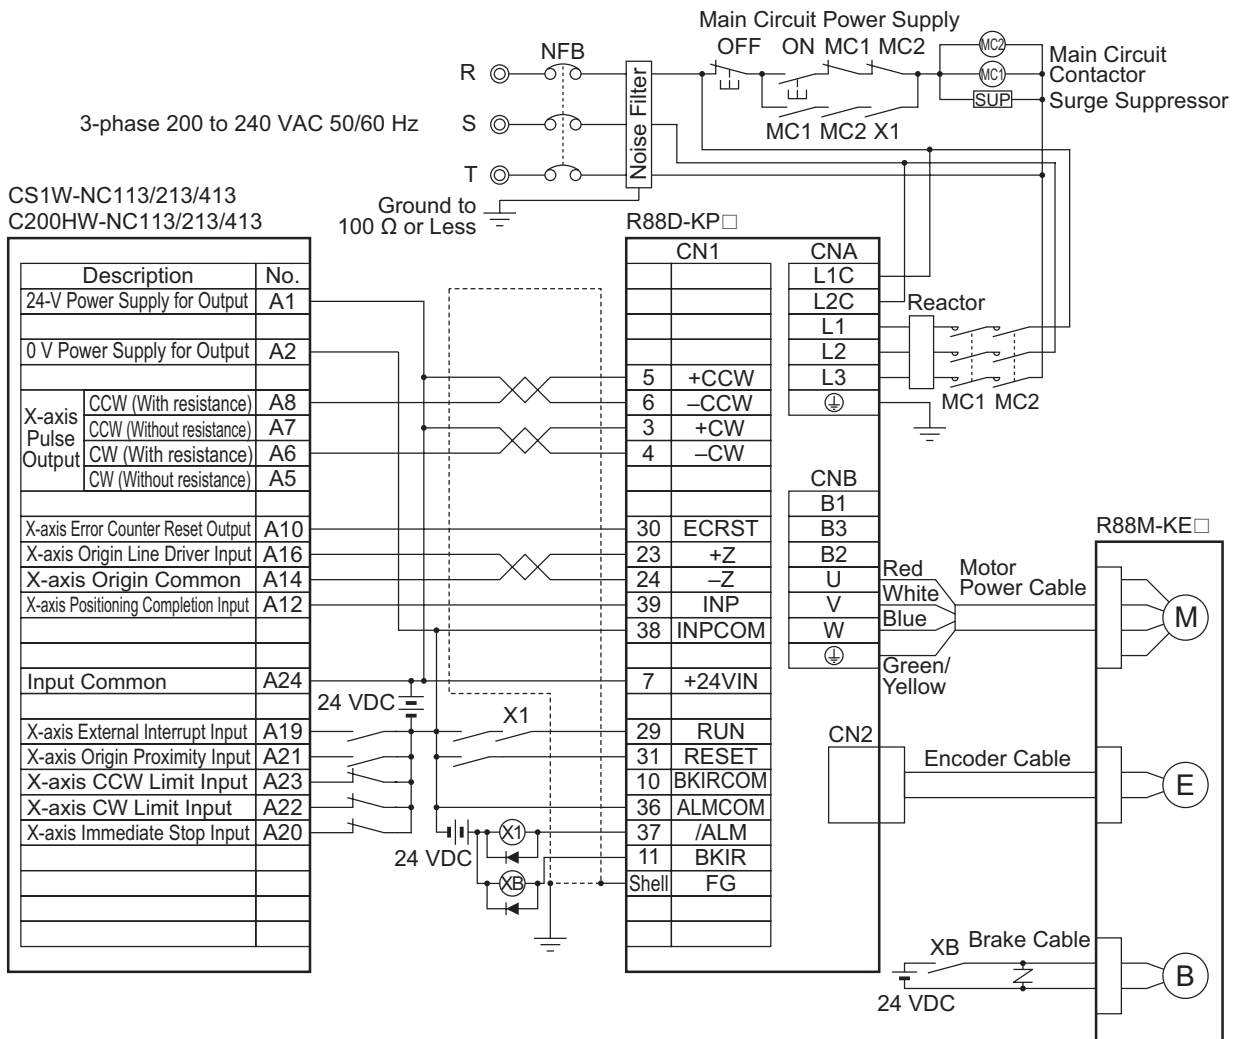 Main Circuit Power Supply
OFF ON MC1 MC2
MC2
Main Circuit
Contactor
MC1
SUP
Surge Suppressor
MC1 MC2 X1
NFB
R
S
T
Noise Filter
3-phase 200 to 240 VAC 50/60 Hz
Ground to
100 Ω or Less
CS1W-NC113/213/413
C200HW-NC113/213/413
Description No.
24-V Power Supply for Output A1
0 V Power Supply for Output A2
X-axis
Pulse
Output
CCW (With resistance) A8
CCW (Without resistance) A7
CW (With resistance) A6
CW (Without resistance) A5
X-axis Error Counter Reset Output A10
X-axis Origin Line Driver Input A16
X-axis Origin Common A14
X-axis Positioning Completion Input A12
Input Common A24
X-axis External Interrupt Input A19
X-axis Origin Proximity Input A21
X-axis CCW Limit Input A23
X-axis CW Limit Input A22
X-axis Immediate Stop Input A20
24 VDC
X1
X1
24 VDC
XB
R88D-KP□
CN1
5 +CCW
6 –CCW
3 +CW
4 –CW
30 ECRST
23 +Z
24 –Z
39 INP
38 INPCOM
7 +24VIN
29 RUN
31 RESET
10 BKIRCOM
36 ALMCOM
37 /ALM
11 BKIR
Shell FG
CNA
L1C
L2C
L1
L2
L3
Reactor
MC1 MC2
CNB
B1
B3
B2
U
V
W
Red
White
Blue
Green/
Yellow
Motor
Power Cable
R88M-KE□
M
CN2
Encoder Cable
E
XB
Brake Cable
24 VDC
B